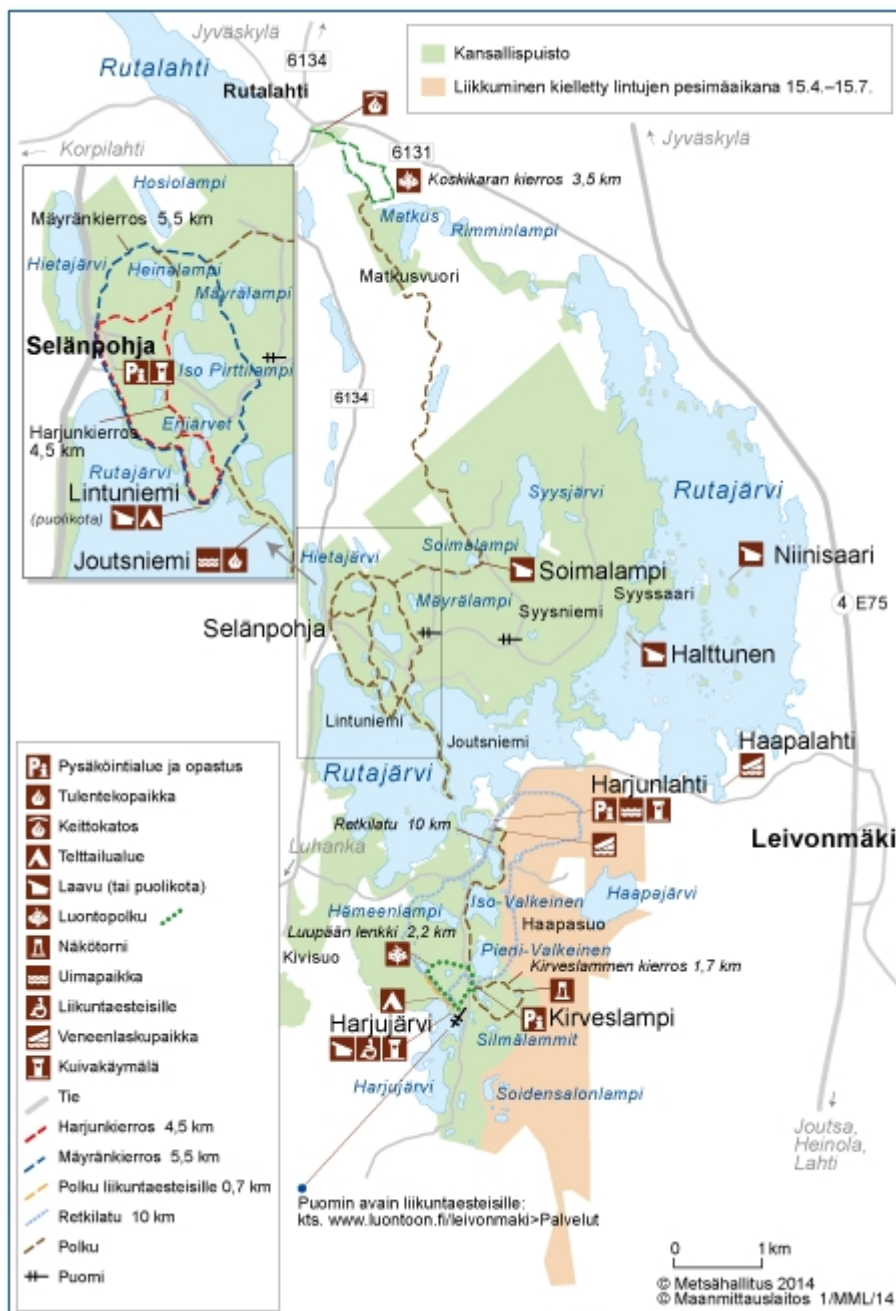 Jyväskylä
6134
Rutalahti
Rutalahti
Kansallispuisto
Liikkuminen kielletty lintujen pesimäaikana 15.4.–15.7.
Jyväskylä
Korpilahti
6131
Koskikaran kierros 3,5 km
Matkus
Rimminlampi
Matkusvuori
Hosiolampi
Mäyränkierros 5,5 km
Hietajärvi
Heinälampi
Mäyrälampi
Selänpohja
Iso Pirttilampi
Harjunkierros
4,5 km
Enjärvet
Rutajärvi
Lintuniemi
(puolikota)
Joutsniemi
6134
Syysjärvi
Rutajärvi
Hietajärvi
Soimalampi
Soimalampi
Niinisaari
Mäyrälampi
Syysniemi
Syyssaari
4 E75
Selänpohja
Halttunen
Lintuniemi
Joutsniemi
Rutajärvi
Haapalahti
Harjunlahti
Retkilatu 10 km
Leivonmäki
Luhanka
Hämeenlampi
Iso-Valkeinen
Haapajärvi
Haapasuo
Luupään lenkki 2,2 km
Kivisuo
Pieni-Valkeinen
Kirveslammen kierros 1,7 km
Harjujärvi
Kirveslampi
Silmälammit
Harjujärvi
Soidensalonlampi
Joutsa,
Heinola,
Lahti
Pysäköintialue ja opastus
Tulentekopaikka
Keittokatos
Telttailualue
Laavu (tai puolikota)
Luontopolku
Näkötorni
Uimapaikka
Liikuntaesteisille
Veneenlaskupaikka
Kuivakäymälä
Tie
Harjunkierros 4,5 km
Mäyränkierros 5,5 km
Polku liikuntaesteisille 0,7 km
Retkilatu 10 km
Polku
Puomi
Puomin avain liikuntaesteisille:
kts. www.luontoon.fi/leivonmaki>Palvelut
0 1 km
© Metsähallitus 2014
© Maanmittauslaitos 1/MML/14